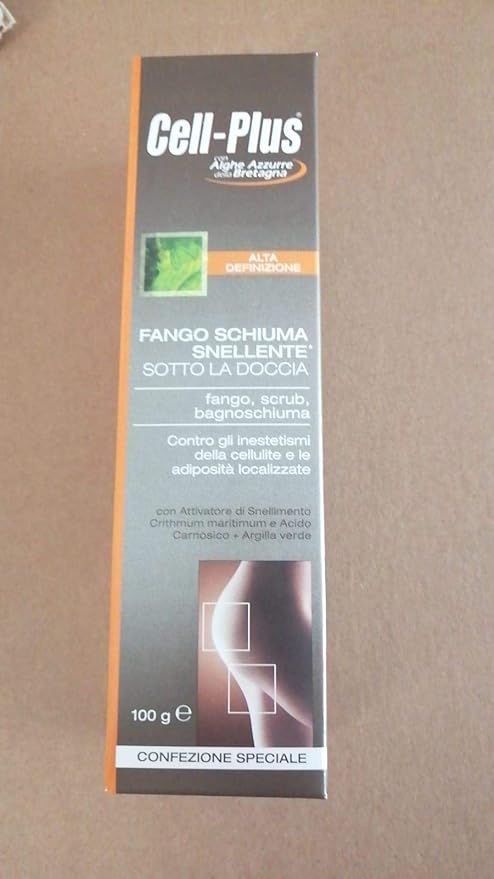 Cell-Plus®
con
Alghe Azzurre
della Bretagna
ALTA
DEFINIZIONE
FANGO SCHIUMA
SNELLENTE*
SOTTO LA DOCCIA
fango, scrub,
bagnoschiuma
Contro gli inestetismi
della cellulite e le
adiposità localizzate
con Attivatore di Snellimento
Crithmum maritimum e Acido
Carnosico + Argilla verde
100 g ℮
CONFEZIONE SPECIALE